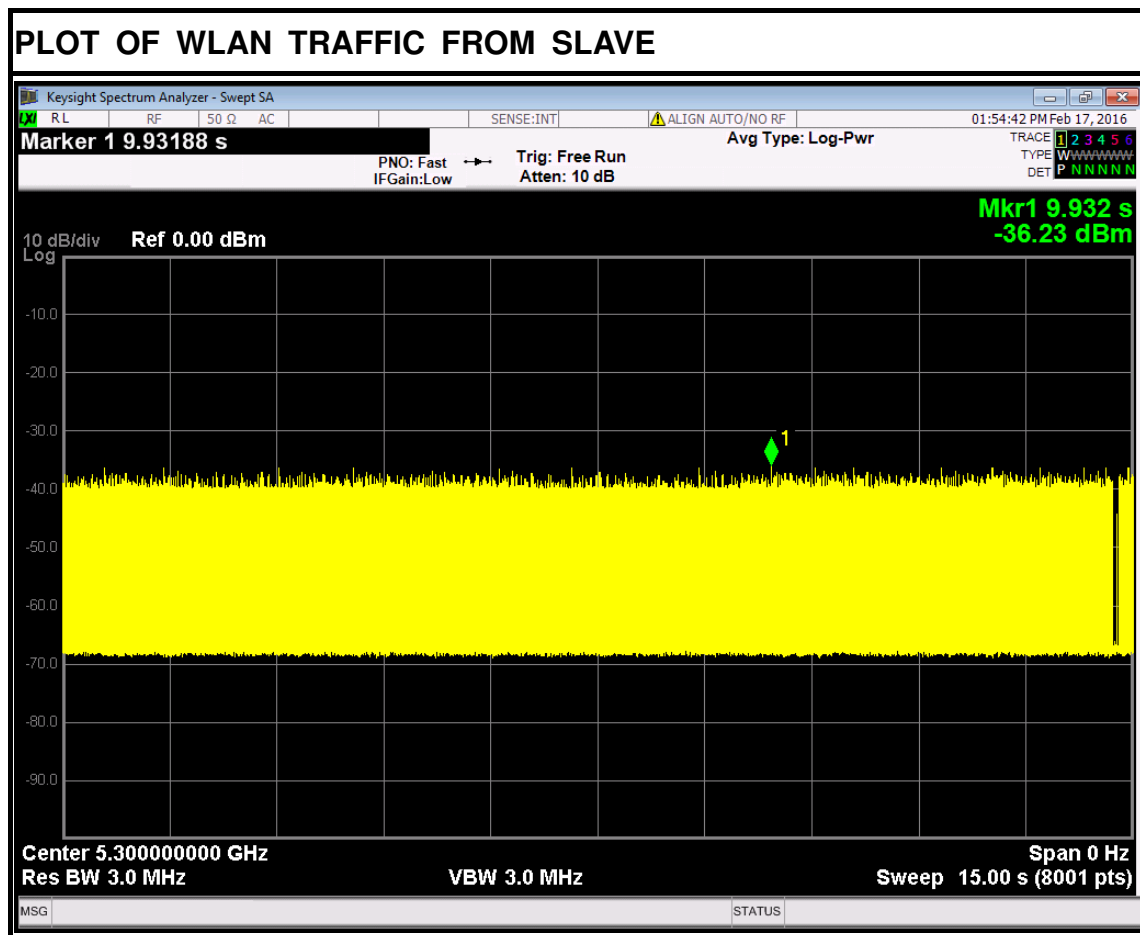 PLOT OF WLAN TRAFFIC FROM SLAVE
Keysight Spectrum Analyzer - Swept SA
LXI RL RF 50 Ω AC SENSE:INT ALIGN AUTO/NO RF 01:54:42 PM Feb 17, 2016
Marker 1 9.93188 s
PNO: Fast
IFGain:Low
Trig: Free Run
Atten: 10 dB
Avg Type: Log-Pwr
TRACE 1 2 3 4 5 6
TYPE WWWWWWW
DET P N N N N N
Mkr1 9.932 s
-36.23 dBm
10 dB/div Ref 0.00 dBm
Log
-10.0
-20.0
-30.0
1
-40.0
-50.0
-60.0
-70.0
-80.0
-90.0
Center 5.300000000 GHz Span 0 Hz
Res BW 3.0 MHz VBW 3.0 MHz Sweep 15.00 s (8001 pts)
MSG STATUS